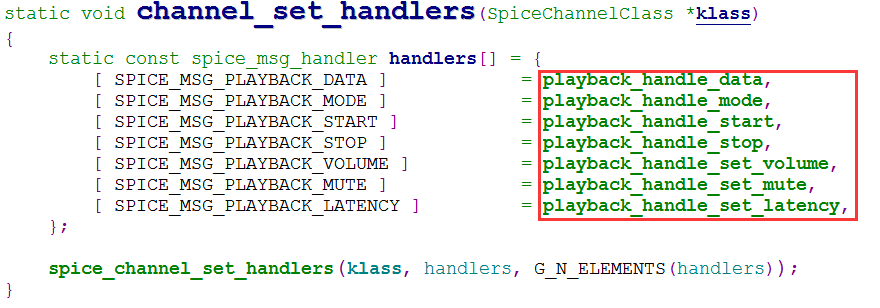 static void channel_set_handlers(SpiceChannelClass *klass)
{
    static const spice_msg_handler handlers[] = {
        [ SPICE_MSG_PLAYBACK_DATA ]             = playback_handle_data,
        [ SPICE_MSG_PLAYBACK_MODE ]             = playback_handle_mode,
        [ SPICE_MSG_PLAYBACK_START ]            = playback_handle_start,
        [ SPICE_MSG_PLAYBACK_STOP ]             = playback_handle_stop,
        [ SPICE_MSG_PLAYBACK_VOLUME ]           = playback_handle_set_volume,
        [ SPICE_MSG_PLAYBACK_MUTE ]             = playback_handle_set_mute,
        [ SPICE_MSG_PLAYBACK_LATENCY ]          = playback_handle_set_latency,
    };

    spice_channel_set_handlers(klass, handlers, G_N_ELEMENTS(handlers));
}